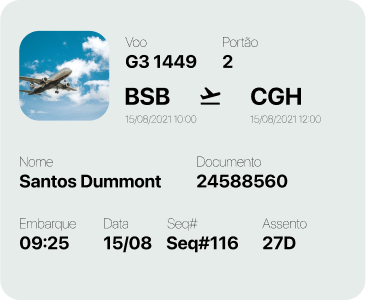 Voo Portão
G3 1449 2
BSB CGH
15/08/2021 10:00 15/08/2021 12:00
Nome Documento
Santos Dummont 24588560
Embarque Data Seq# Assento
09:25 15/08 Seq#116 27D